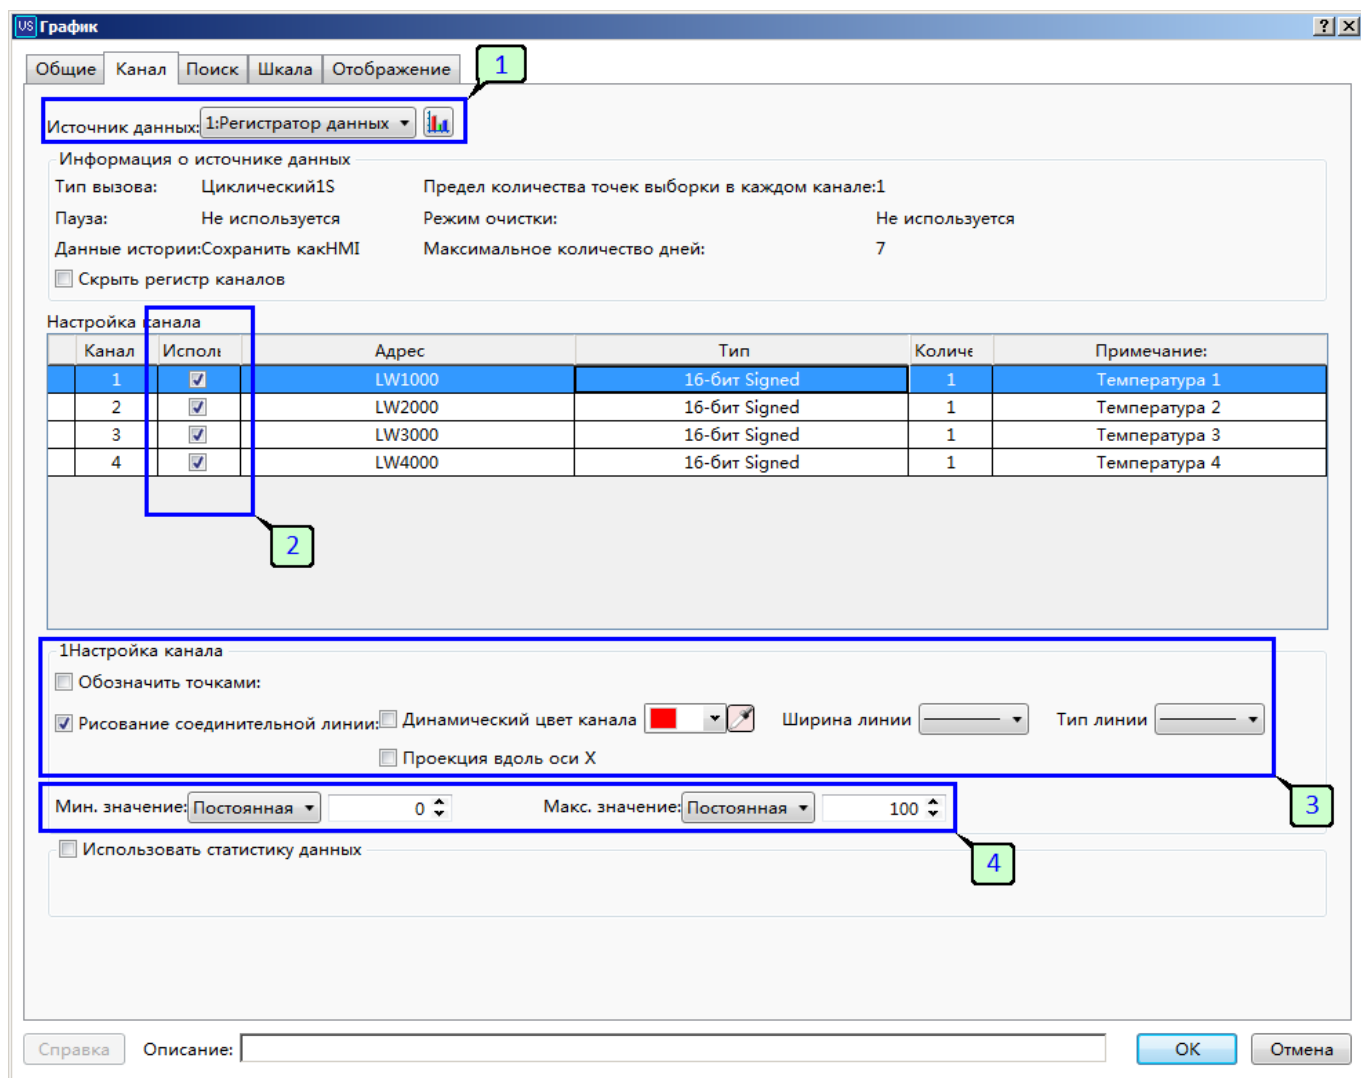 VS График
Общие Канал Поиск Шкала Отображение 1
Источник данных: 1:Регистратор данных
Информация о источнике данных
Тип вызова: Циклический1S Предел количества точек выборки в каждом канале:1
Пауза: Не используется Режим очистки: Не используется
Данные истории:Сохранить какHMI Максимальное количество дней: 7
Скрыть регистр каналов
Настройка канала
Канал Исполь Адрес Тип Количе Примечание:
1 LW1000 16-бит Signed 1 Температура 1
2 LW2000 16-бит Signed 1 Температура 2
3 LW3000 16-бит Signed 1 Температура 3
4 LW4000 16-бит Signed 1 Температура 4
2
1Настройка канала
Обозначить точками:
Рисование соединительной линии: Динамический цвет канала Ширина линии Тип линии
Проекция вдоль оси X
3
Мин. значение: Постоянная 0 Макс. значение: Постоянная 100
4
Использовать статистику данных
Справка Описание: OK Отмена